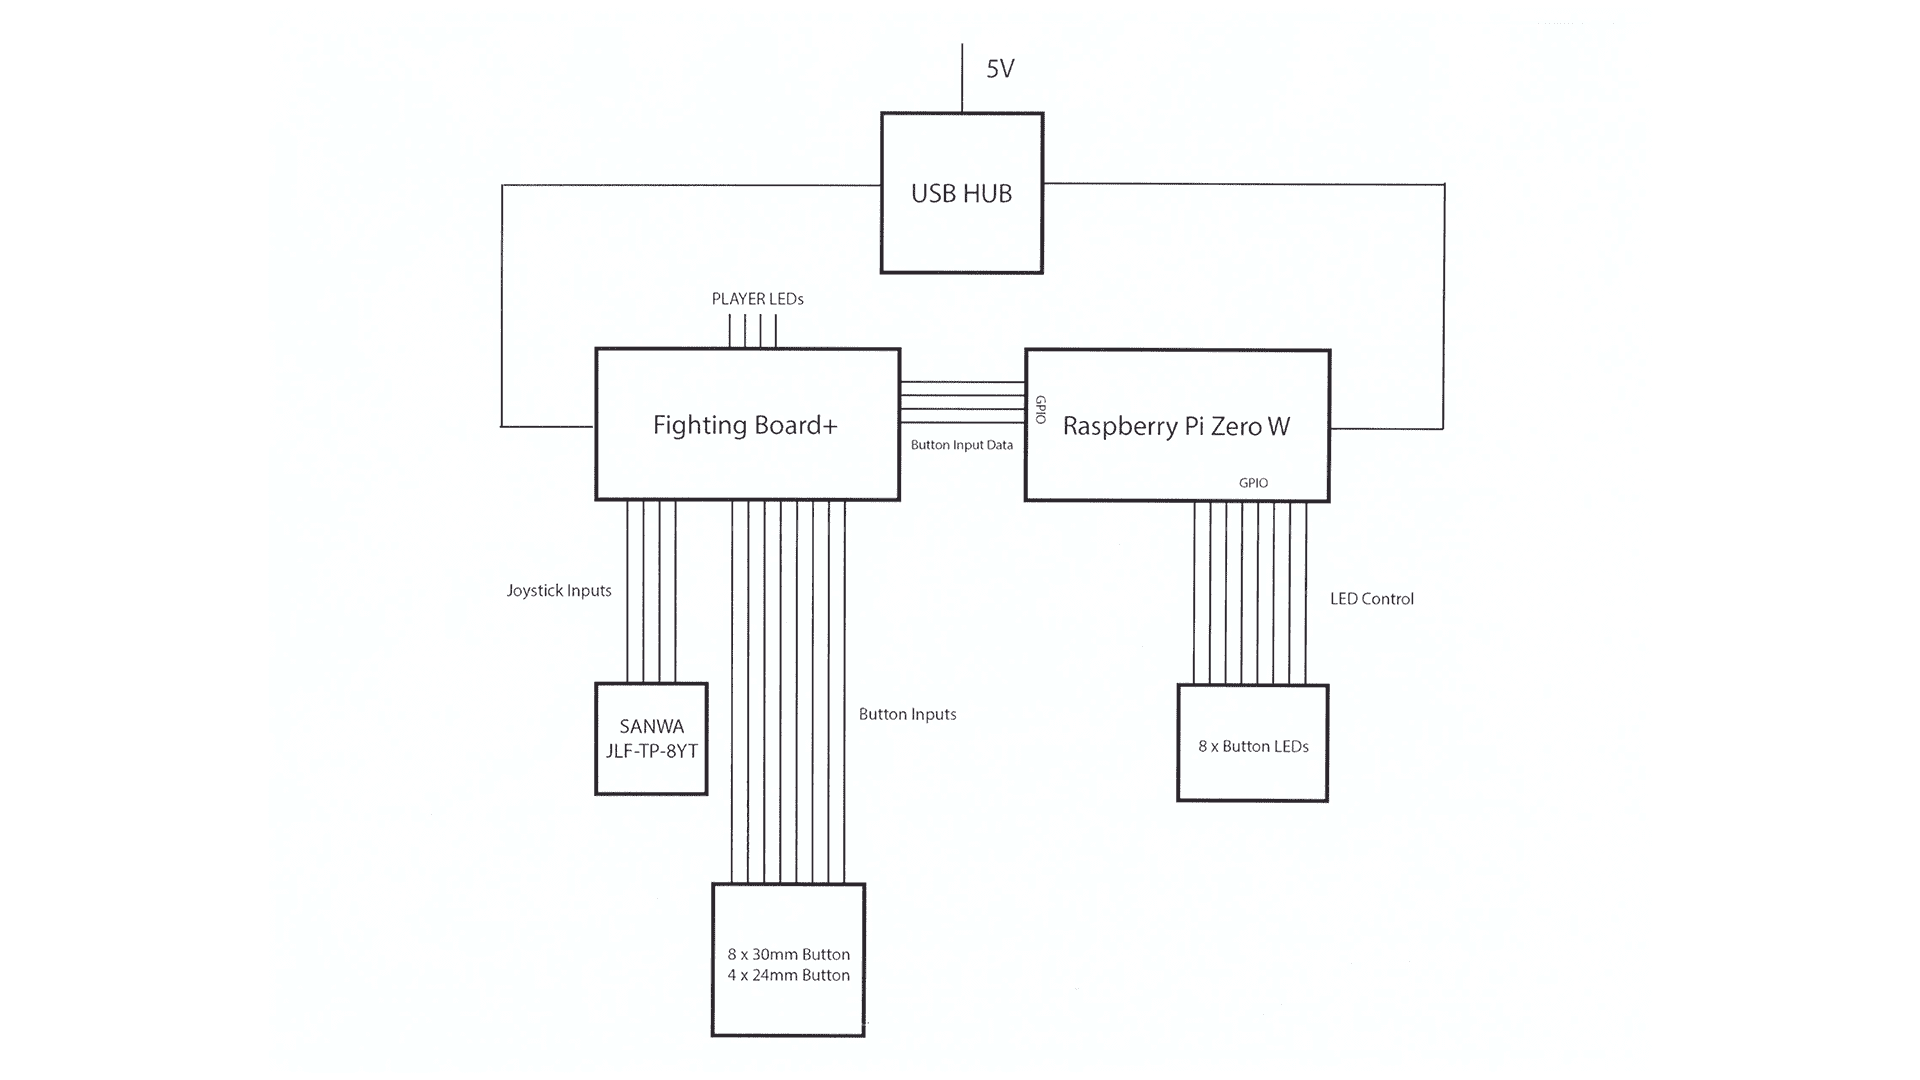 5V
USB HUB
PLAYER LEDs
Fighting Board+
GPIO
Button Input Data
Raspberry Pi Zero W
GPIO
Joystick Inputs
LED Control
SANWA
JLF-TP-8YT
Button Inputs
8 x Button LEDs
8 x 30mm Button
4 x 24mm Button